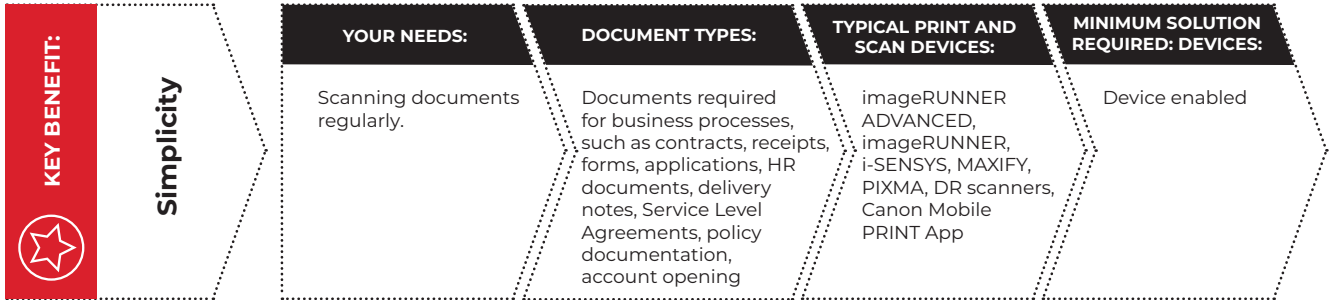 KEY BENEFIT:
Simplicity
YOUR NEEDS:
Scanning documents
regularly.
DOCUMENT TYPES:
Documents required
for business processes,
such as contracts, receipts,
forms, applications, HR
documents, delivery
notes, Service Level
Agreements, policy
documentation,
account opening
TYPICAL PRINT AND
SCAN DEVICES:
imageRUNNER
ADVANCED,
imageRUNNER,
i-SENSYS, MAXIFY,
PIXMA, DR scanners,
Canon Mobile
PRINT App
MINIMUM SOLUTION
REQUIRED: DEVICES:
Device enabled